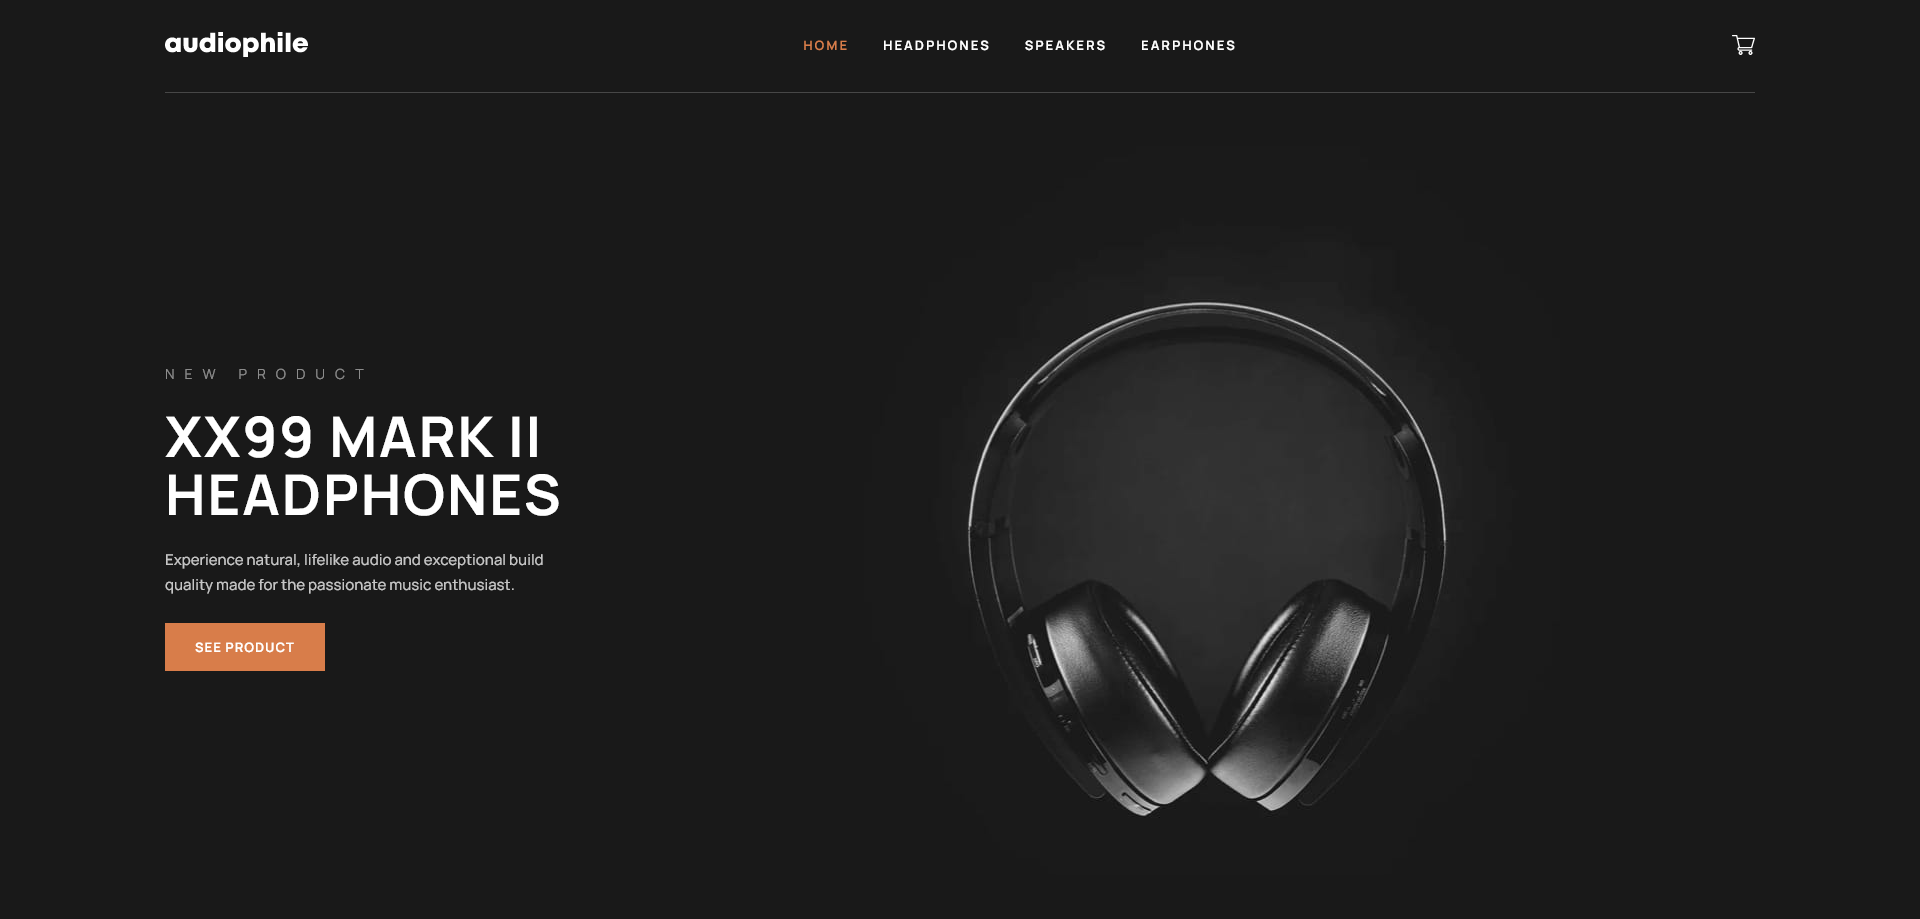 audiophile
HOME HEADPHONES SPEAKERS EARPHONES
NEW PRODUCT
XX99 MARK II
HEADPHONES
Experience natural, lifelike audio and exceptional build
quality made for the passionate music enthusiast.
SEE PRODUCT